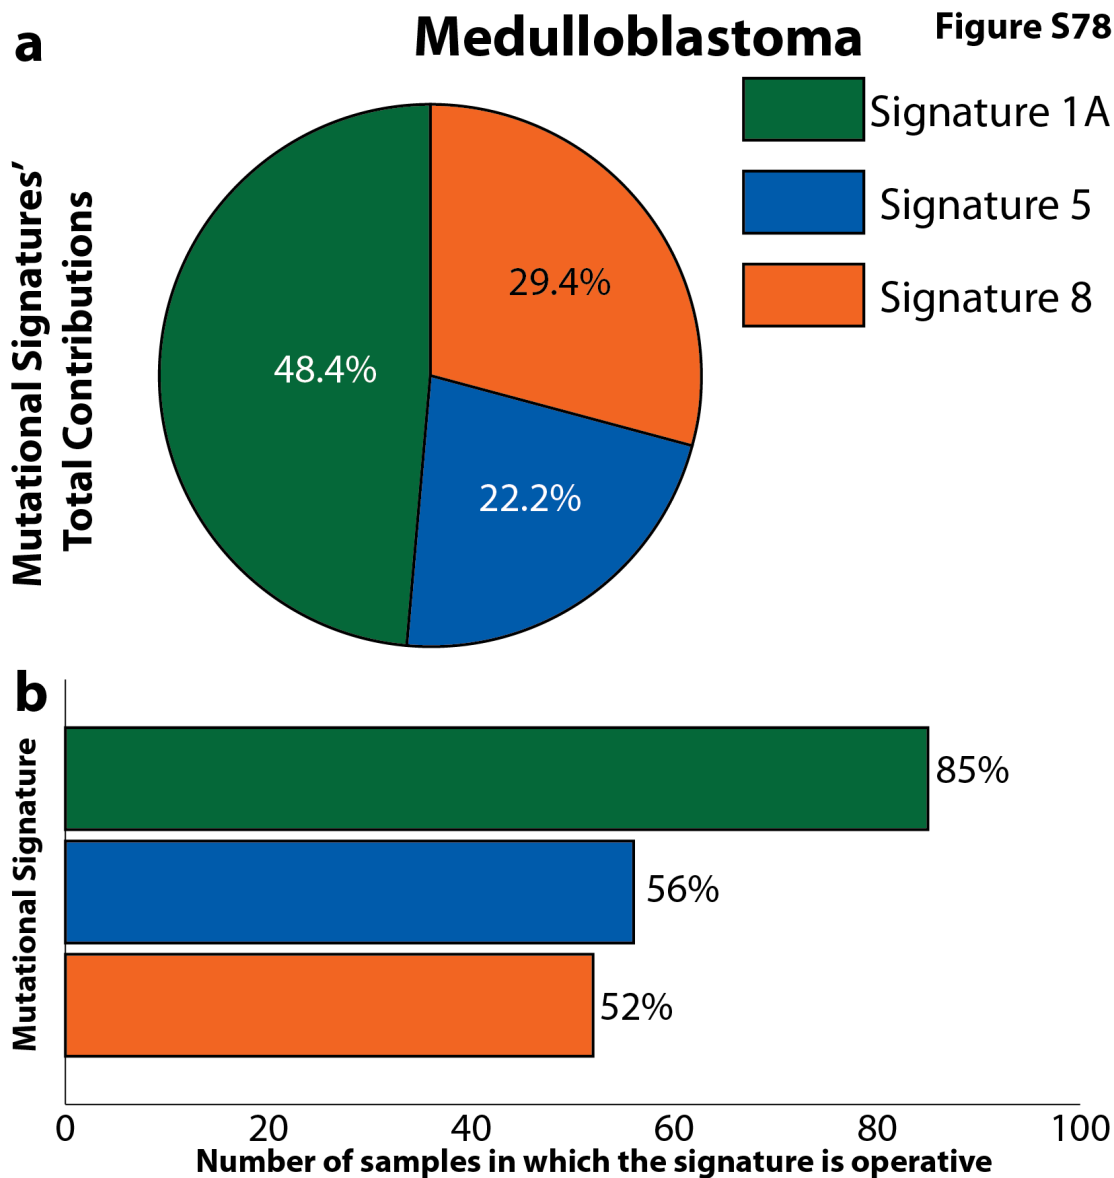 a
Medulloblastoma
Figure S78
Mutational Signatures’
Total Contributions
29.4%
48.4%
22.2%
Signature 1A
Signature 5
Signature 8
b
Mutational Signature
85%
56%
52%
0 20 40 60 80 100
Number of samples in which the signature is operative